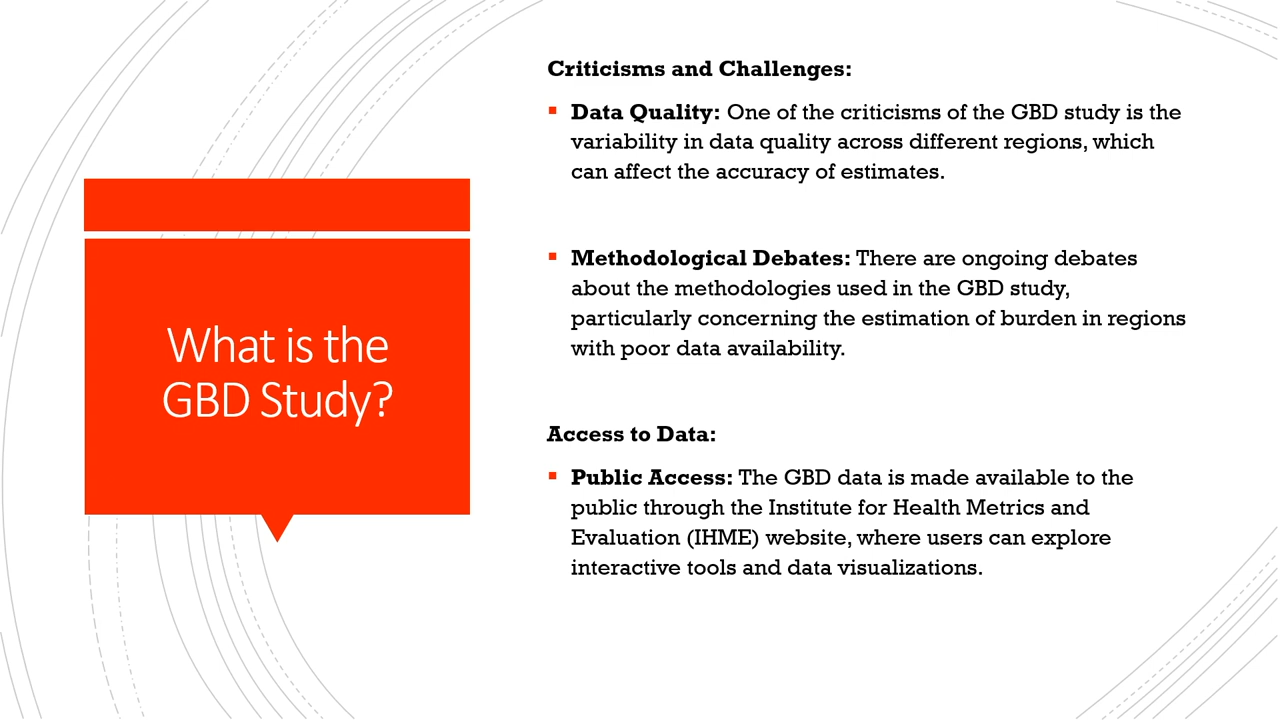 What is the
GBD Study?
Criticisms and Challenges:
▪ Data Quality: One of the criticisms of the GBD study is the
variability in data quality across different regions, which
can affect the accuracy of estimates.
▪ Methodological Debates: There are ongoing debates
about the methodologies used in the GBD study,
particularly concerning the estimation of burden in regions
with poor data availability.
Access to Data:
▪ Public Access: The GBD data is made available to the
public through the Institute for Health Metrics and
Evaluation (IHME) website, where users can explore
interactive tools and data visualizations.